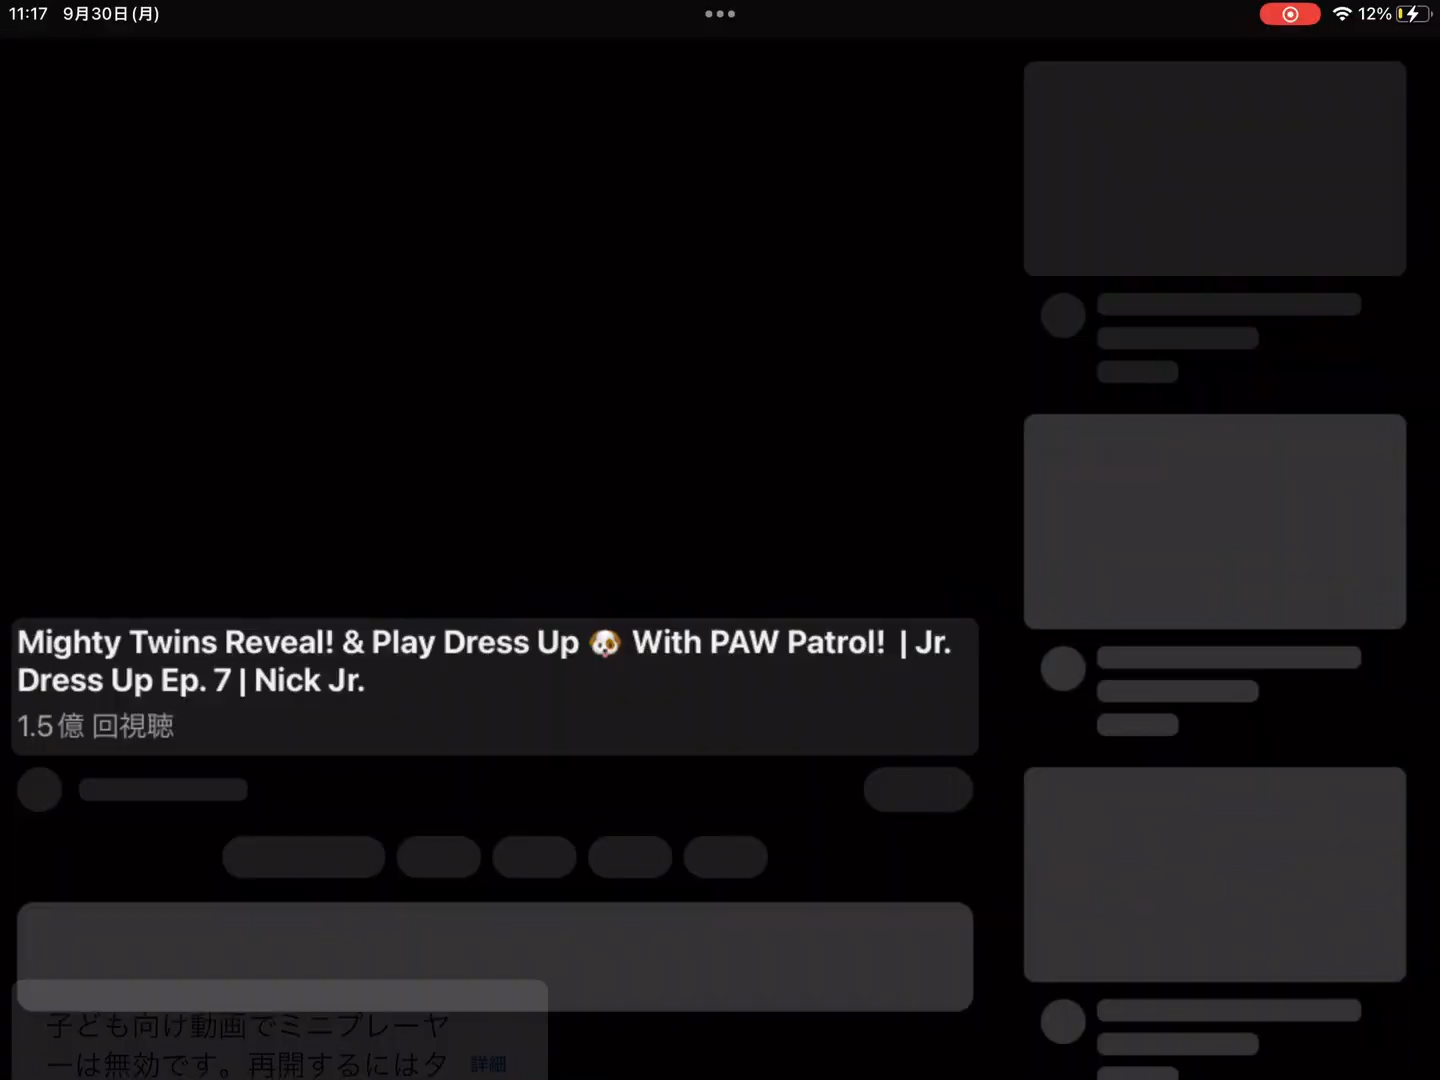 11:17 9月30日(月)
12%
Mighty Twins Reveal! & Play Dress Up 🐶 With PAW Patrol! | Jr.
Dress Up Ep. 7 | Nick Jr.
1.5億 回視聴
子ども向け動画でミニプレーヤ
ーは無効です。再開するにはタ
詳細